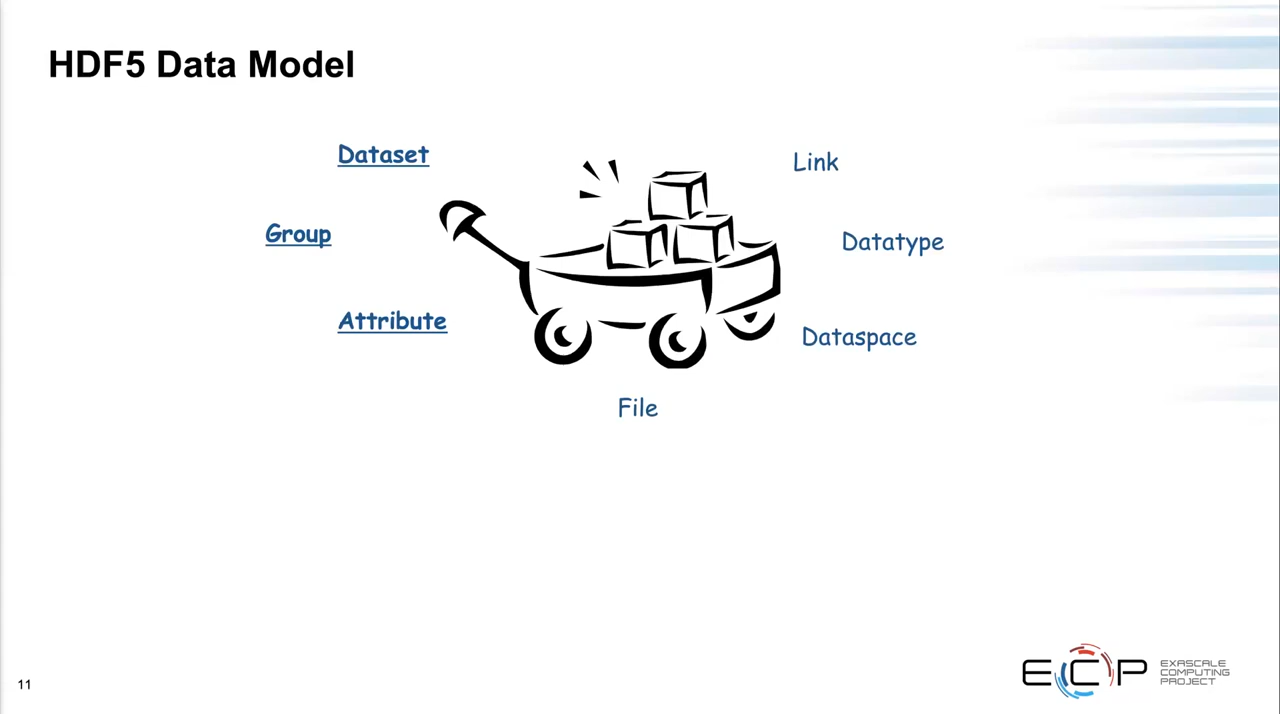 HDF5 Data Model
Dataset
Link
Group
Datatype
Attribute
Dataspace
File
11
ECP
EXASCALE
COMPUTING
PROJECT